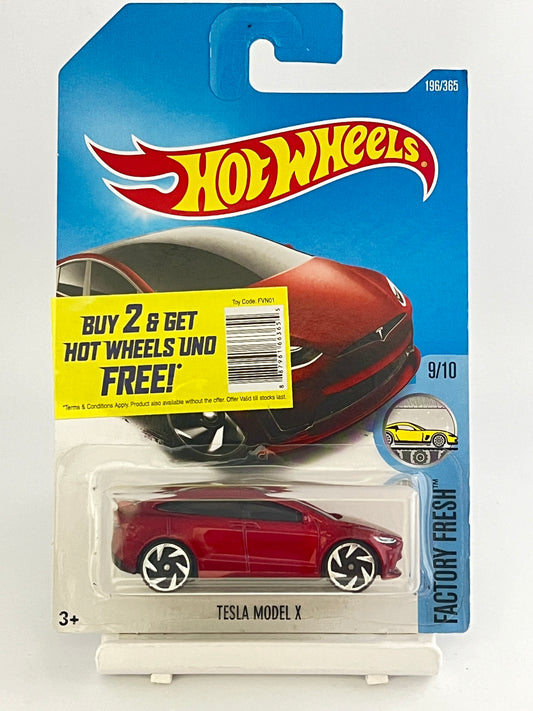 196/365
HOT WHEELS®
Toy Code: FVN01
BUY 2 & GET
HOT WHEELS UNO
FREE!*
*Terms & Conditions Apply. Product also available without the offer. Offer Valid till stocks last.
9/10
FACTORY FRESH™
TESLA MODEL X
3+